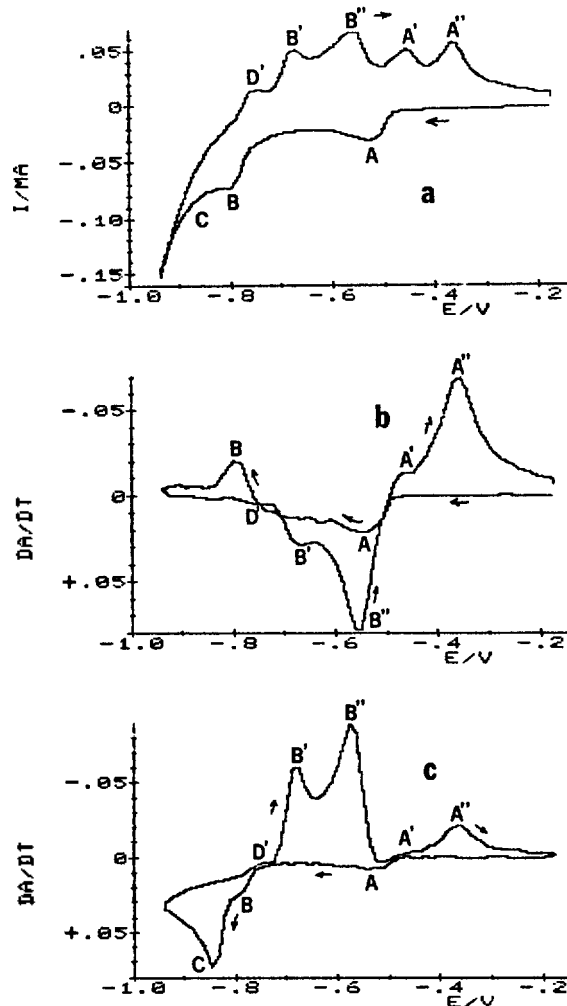 .05
0
-.05
-.10
-.15
I/MA
D'
B'
B"
A'
A"
A
B
C
a
-1.0
-.8
-.6
-.4
-.2
E/V
-.05
0
+.05
DA/DT
B
D
B'
A
B"
A'
A"
b
-1.0
-.8
-.6
-.4
-.2
E/V
-.05
0
+.05
DA/DT
B'
B"
c
A'
A"
D'
A
B
C
-1.0
-.8
-.6
-.4
-.2
E/V